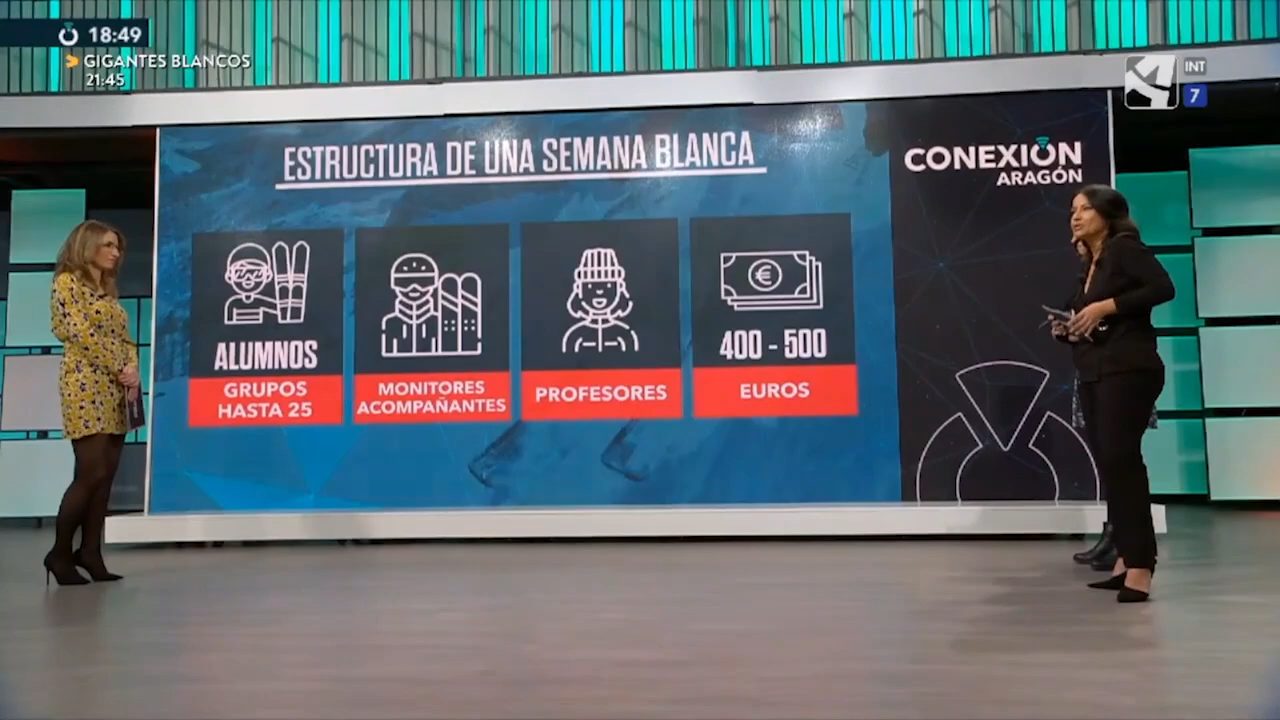 18:49
GIGANTES BLANCOS
21:45
INT
7
ESTRUCTURA DE UNA SEMANA BLANCA
CONEXIÓN
ARAGÓN
ALUMNOS
GRUPOS
HASTA 25
MONITORES
ACOMPAÑANTES
PROFESORES
400 - 500
EUROS